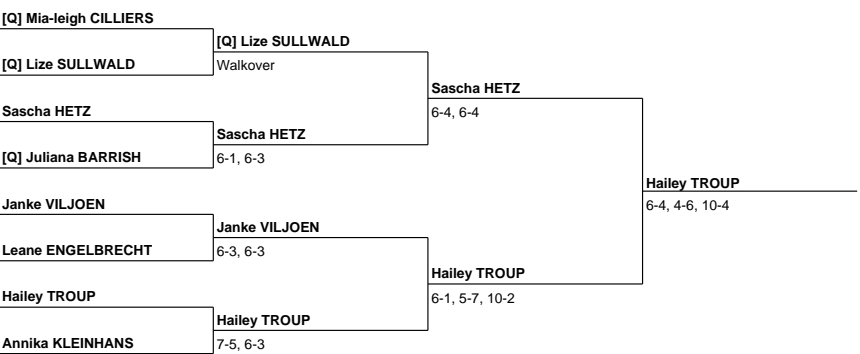 [Q] Mia-leigh CILLIERS
[Q] Lize SULLWALD
[Q] Lize SULLWALD
Walkover
Sascha HETZ
6-4, 6-4
Sascha HETZ
Sascha HETZ
[Q] Juliana BARRISH
6-1, 6-3
Hailey TROUP
6-4, 4-6, 10-4
Janke VILJOEN
Janke VILJOEN
Leane ENGELBRECHT
6-3, 6-3
Hailey TROUP
6-1, 5-7, 10-2
Hailey TROUP
Hailey TROUP
Annika KLEINHANS
7-5, 6-3